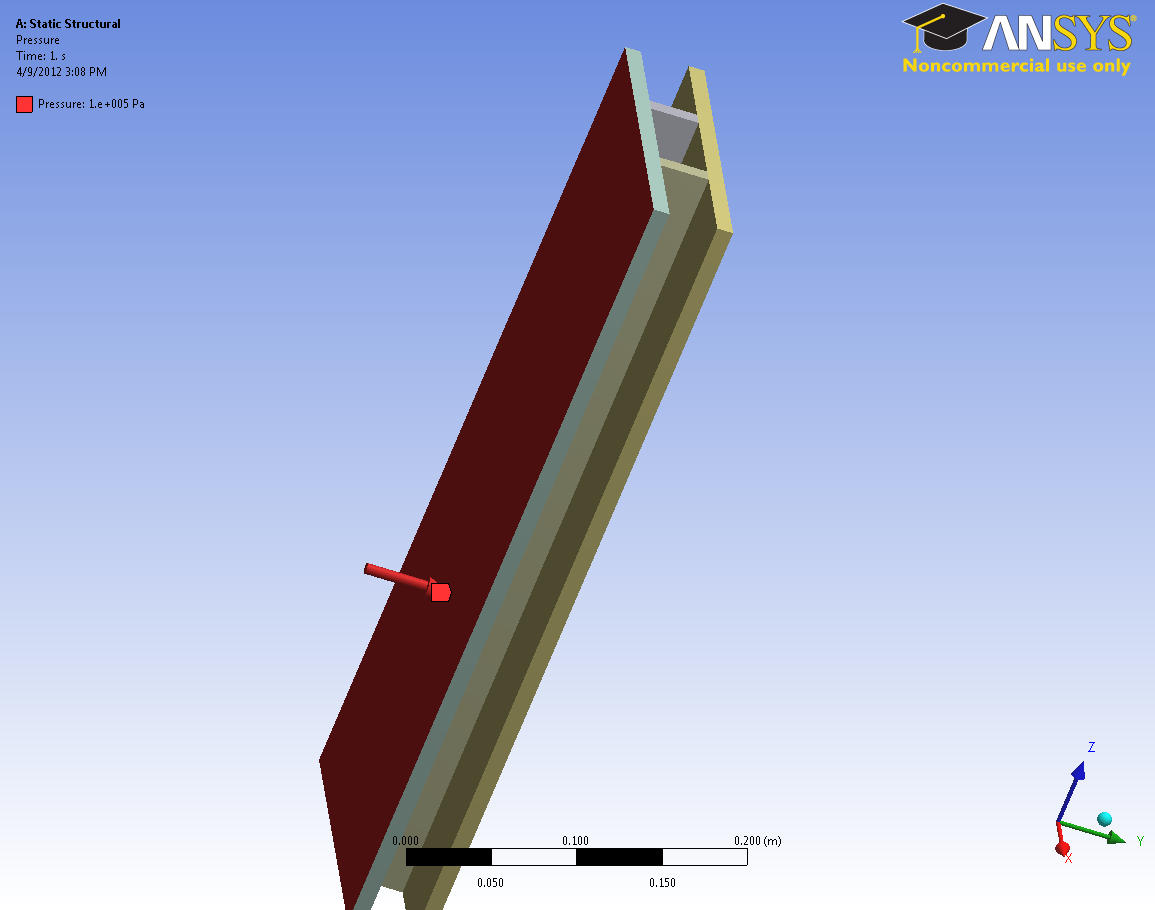 A: Static Structural
Pressure
Time: 1. s
4/9/2012 3:08 PM
Pressure: 1.e+005 Pa
ANSYS®
Noncommercial use only
0.000 0.100 0.200 (m)
0.050 0.150
Z
Y
X